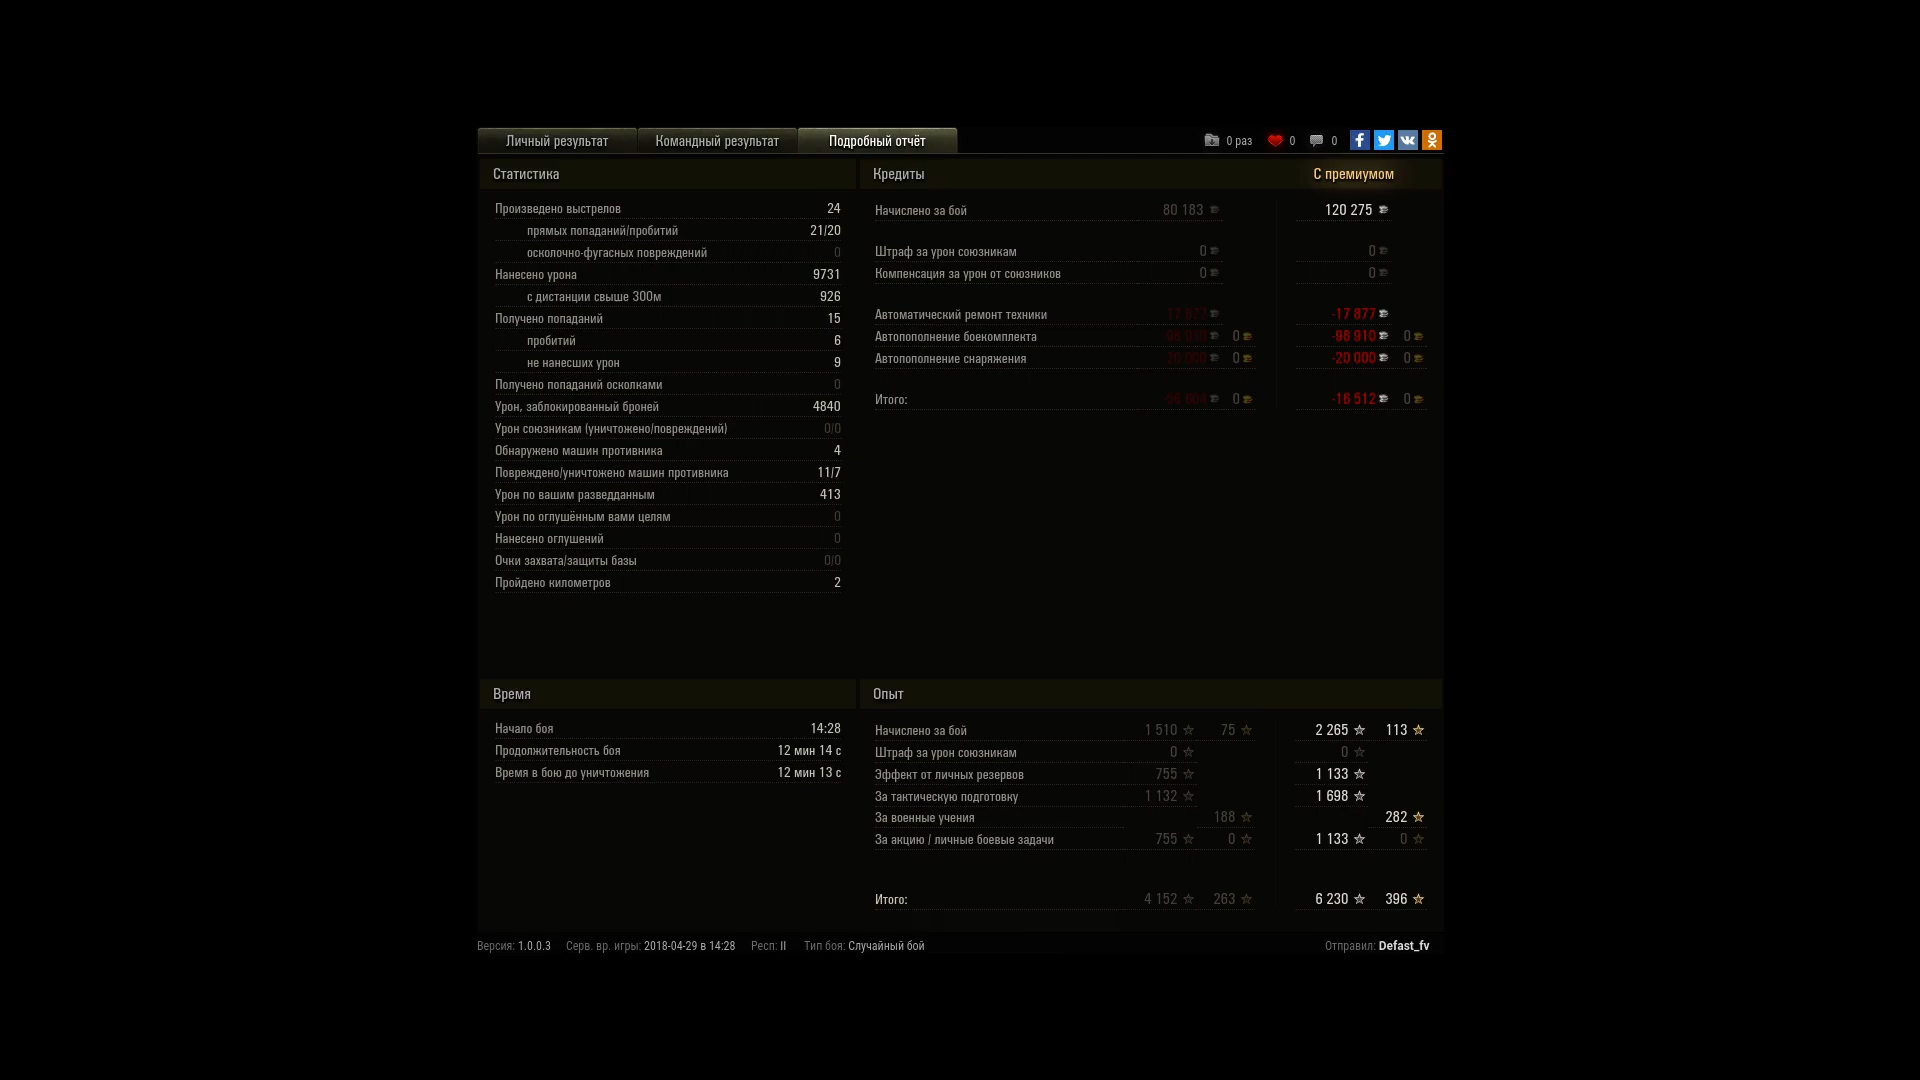 Личный результат Командный результат Подробный отчёт 0 раз 0 0
Статистика
Произведено выстрелов 24
прямых попаданий/пробитий 21/20
осколочно-фугасных повреждений 0
Нанесено урона 9731
с дистанции свыше 300м 926
Получено попаданий 15
пробитий 6
не нанесших урон 9
Получено попаданий осколками 0
Урон, заблокированный броней 4840
Урон союзникам (уничтожено/повреждений) 0/0
Обнаружено машин противника 4
Повреждено/уничтожено машин противника 11/7
Урон по вашим разведданным 413
Урон по оглушённым вами целям 0
Нанесено оглушений 0
Очки захвата/защиты базы 0/0
Пройдено километров 2
Кредиты С премиумом
Начислено за бой 80 183 120 275
Штраф за урон союзникам 0 0
Компенсация за урон от союзников 0 0
Автоматический ремонт техники -17 877
Автопополнение боекомплекта 0 -98 910 0
Автопополнение снаряжения 0 -20 000 0
Итого: 0 -16 512 0
Время
Начало боя 14:28
Продолжительность боя 12 мин 14 с
Время в бою до уничтожения 12 мин 13 с
Опыт
Начислено за бой 1 510 75 2 265 113
Штраф за урон союзникам 0 0
Эффект от личных резервов 755 1 133
За тактическую подготовку 1 132 1 698
За военные учения 188 282
За акцию / личные боевые задачи 755 0 1 133 0
Итого: 4 152 263 6 230 396
Версия: 1.0.0.3 Серв. вр. игры: 2018-04-29 в 14:28 Респ: II Тип боя: Случайный бой Отправил: Defast_fv